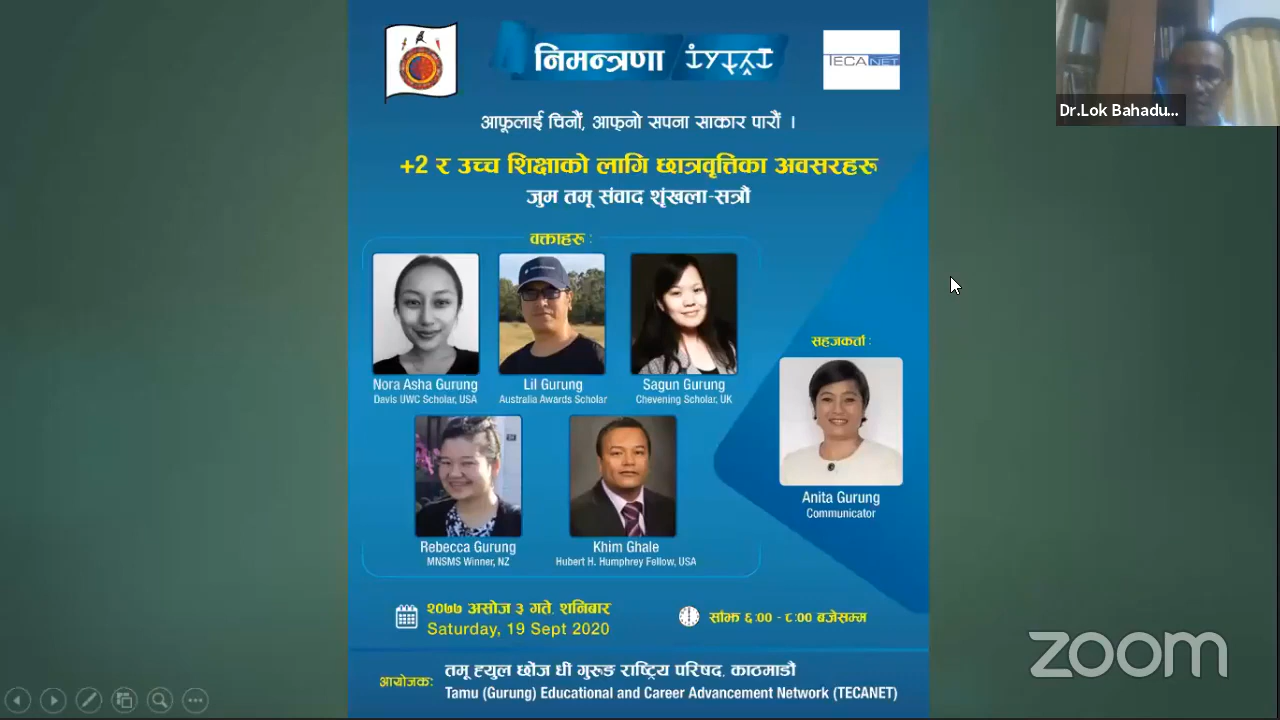 निमन्त्रणा
TECANET
Dr.Lok Bahadu...
आफूलाई चिनौं, आफ्नो सपना साकार पारौं ।
+2 र उच्च शिक्षाको लागि छात्रवृत्तिका अवसरहरू
जुम तमू संवाद शृंखला-सत्रौं
वक्ताहरू :
Nora Asha Gurung
Davis UWC Scholar, USA
Lil Gurung
Australia Awards Scholar
Sagun Gurung
Chevening Scholar, UK
Rebecca Gurung
MNSMS Winner, NZ
Khim Ghale
Hubert H. Humphrey Fellow, USA
सहजकर्ता :
Anita Gurung
Communicator
२०७७ असोज ३ गते, शनिबार
Saturday, 19 Sept 2020
साँझ ६:०० - ८:०० बजेसम्म
zoom
आयोजक:
तमू ह्युल छोंज धीं गुरुङ राष्ट्रिय परिषद, काठमाडौं
Tamu (Gurung) Educational and Career Advancement Network (TECANET)